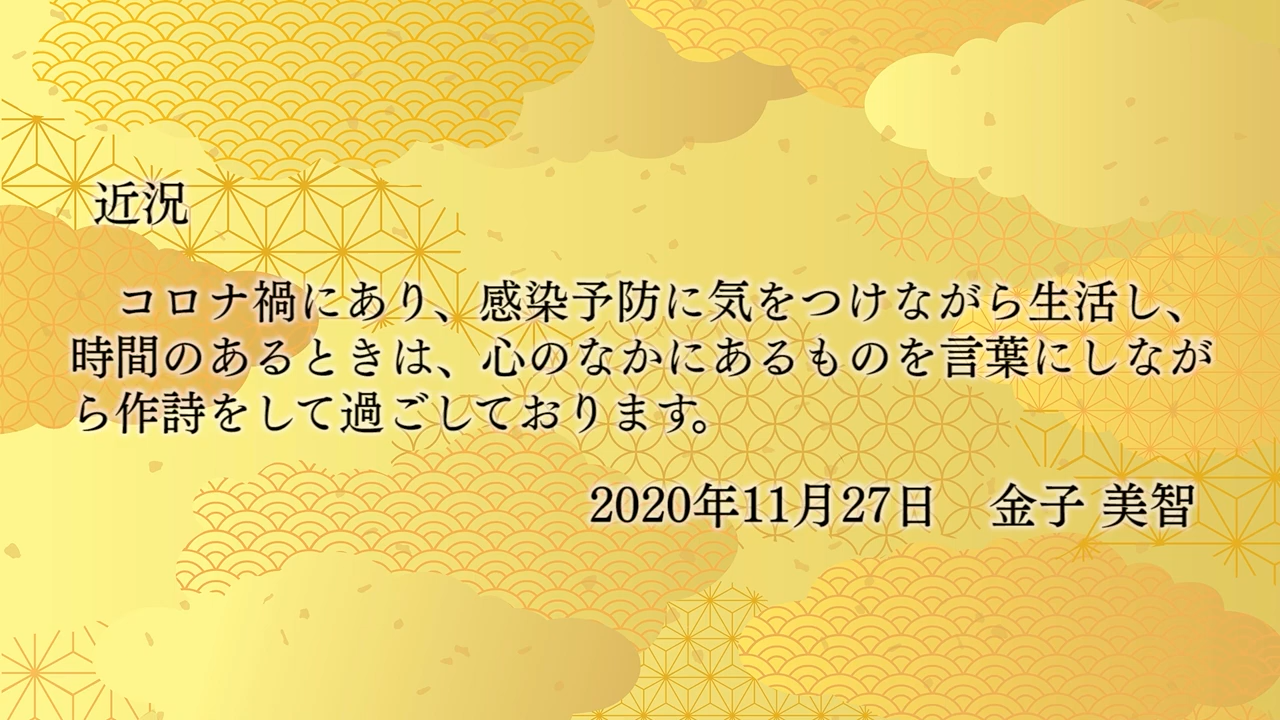 近況
　コロナ禍にあり、感染予防に気をつけながら生活し、
時間のあるときは、心のなかにあるものを言葉にしなが
ら作詩をして過ごしております。
2020年11月27日　金子 美智